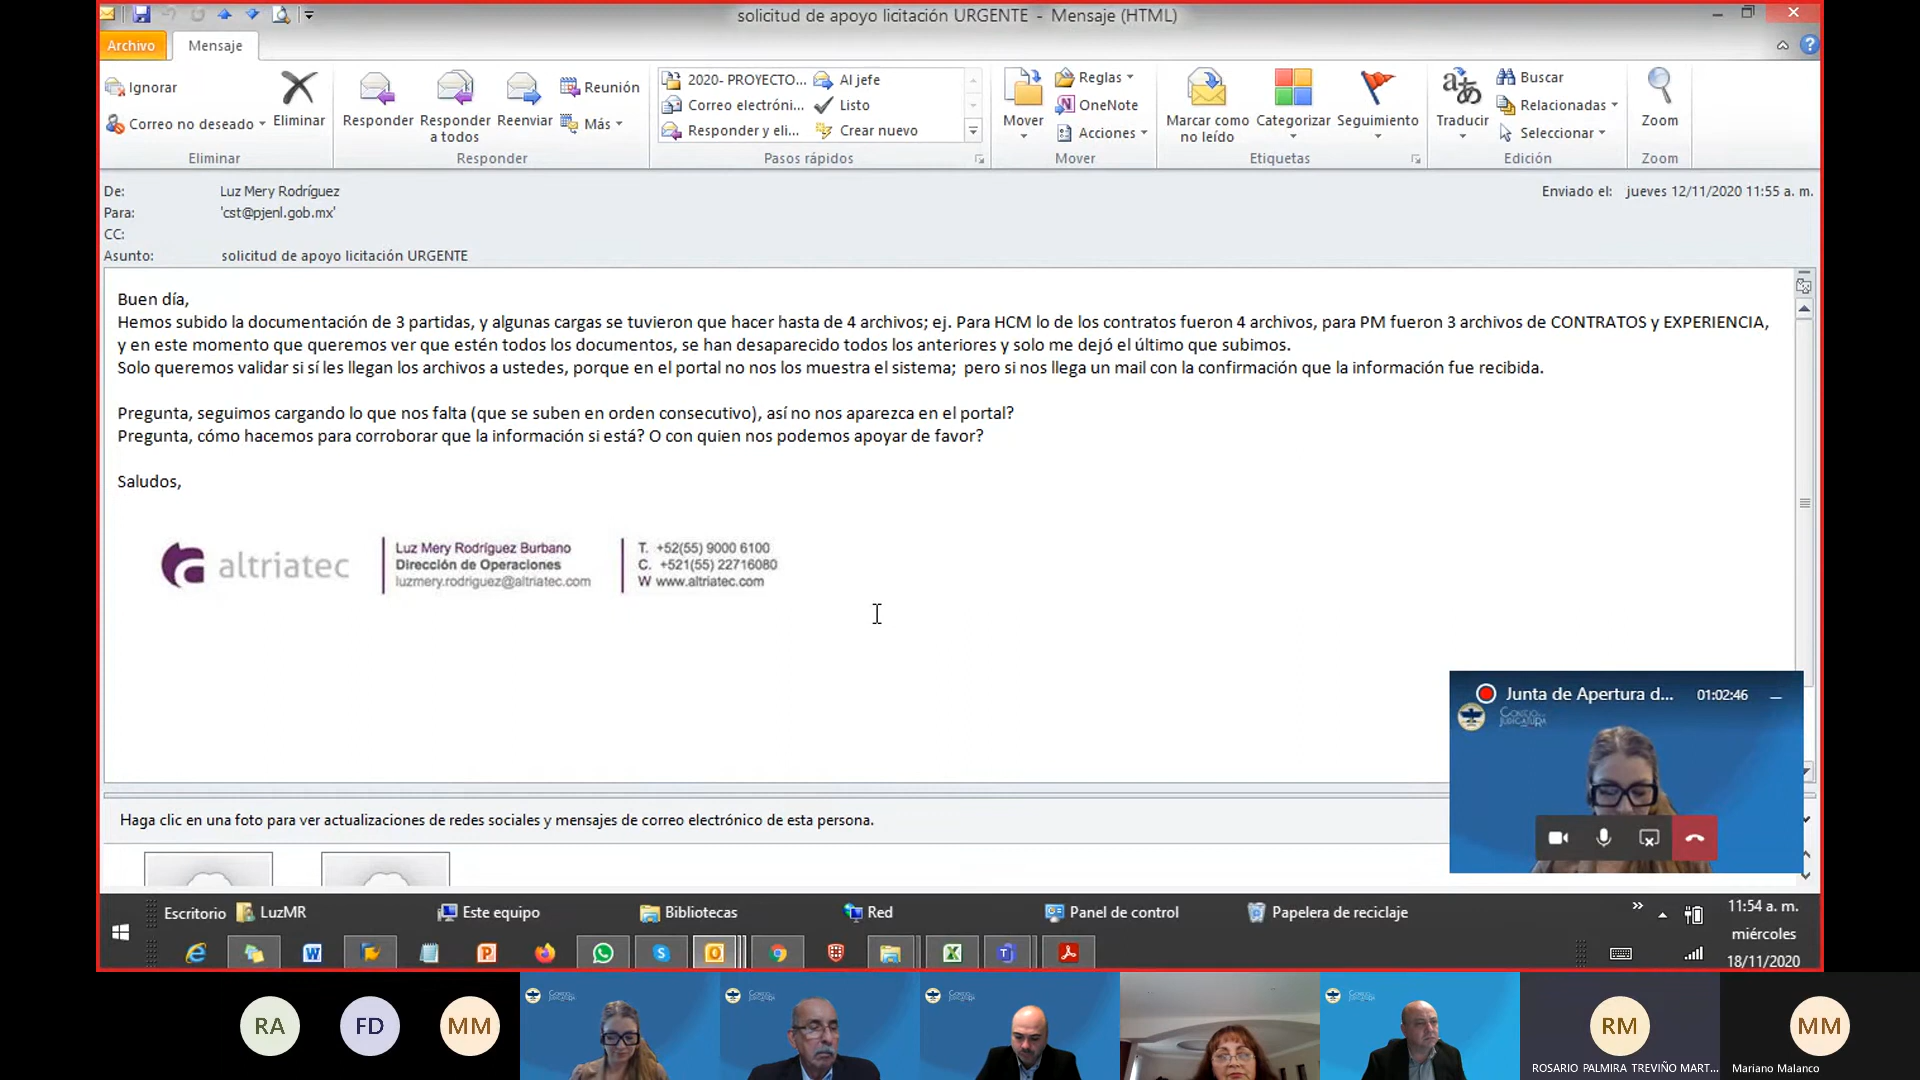 solicitud de apoyo licitación URGENTE - Mensaje (HTML)
Archivo
Mensaje
Ignorar
Correo no deseado
Eliminar
Eliminar
Responder
Responder a todos
Reenviar
Reunión
Más
Responder
2020- PROYECTO...
Al jefe
Correo electróni...
Listo
Responder y eli...
Crear nuevo
Pasos rápidos
Mover
Reglas
OneNote
Acciones
Mover
Marcar como no leído
Categorizar
Seguimiento
Etiquetas
Traducir
Buscar
Relacionadas
Seleccionar
Edición
Zoom
Zoom
De: Luz Mery Rodríguez
Enviado el: jueves 12/11/2020 11:55 a. m.
Para: 'cst@pjenl.gob.mx'
CC:
Asunto: solicitud de apoyo licitación URGENTE
Buen día,
Hemos subido la documentación de 3 partidas, y algunas cargas se tuvieron que hacer hasta de 4 archivos; ej. Para HCM lo de los contratos fueron 4 archivos, para PM fueron 3 archivos de CONTRATOS y EXPERIENCIA,
y en este momento que queremos ver que estén todos los documentos, se han desaparecido todos los anteriores y solo me dejó el último que subimos.
Solo queremos validar si sí les llegan los archivos a ustedes, porque en el portal no nos los muestra el sistema; pero si nos llega un mail con la confirmación que la información fue recibida.
Pregunta, seguimos cargando lo que nos falta (que se suben en orden consecutivo), así no nos aparezca en el portal?
Pregunta, cómo hacemos para corroborar que la información si está? O con quien nos podemos apoyar de favor?
Saludos,
altriatec
Luz Mery Rodríguez Burbano
Dirección de Operaciones
luzmery.rodriguez@altriatec.com
T. +52(55) 9000 6100
C. +521(55) 22716080
W www.altriatec.com
Junta de Apertura d... 01:02:46
Haga clic en una foto para ver actualizaciones de redes sociales y mensajes de correo electrónico de esta persona.
Escritorio
LuzMR
Este equipo
Bibliotecas
Red
Panel de control
Papelera de reciclaje
11:54 a. m.
miércoles
18/11/2020
RA
FD
MM
RM
ROSARIO PALMIRA TREVIÑO MART...
MM
Mariano Malanco